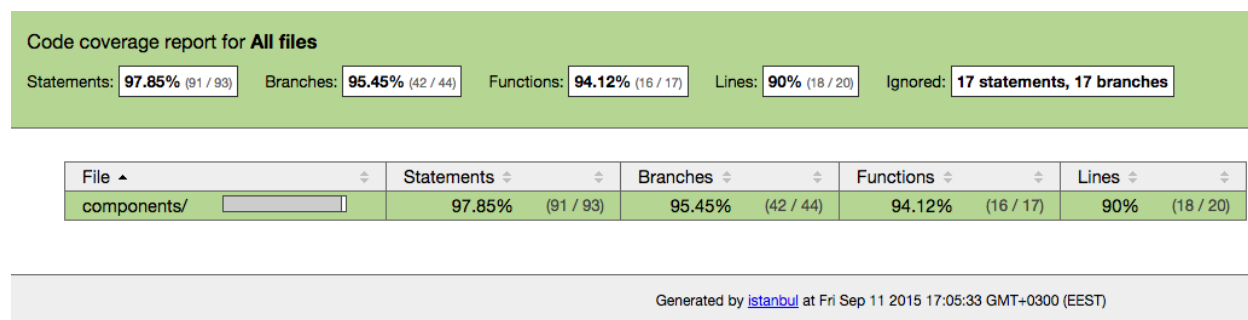 Code coverage report for All files
Statements: 97.85% (91 / 93) Branches: 95.45% (42 / 44) Functions: 94.12% (16 / 17) Lines: 90% (18 / 20) Ignored: 17 statements, 17 branches
File Statements Branches Functions Lines
components/ 97.85% (91 / 93) 95.45% (42 / 44) 94.12% (16 / 17) 90% (18 / 20)
Generated by istanbul at Fri Sep 11 2015 17:05:33 GMT+0300 (EEST)